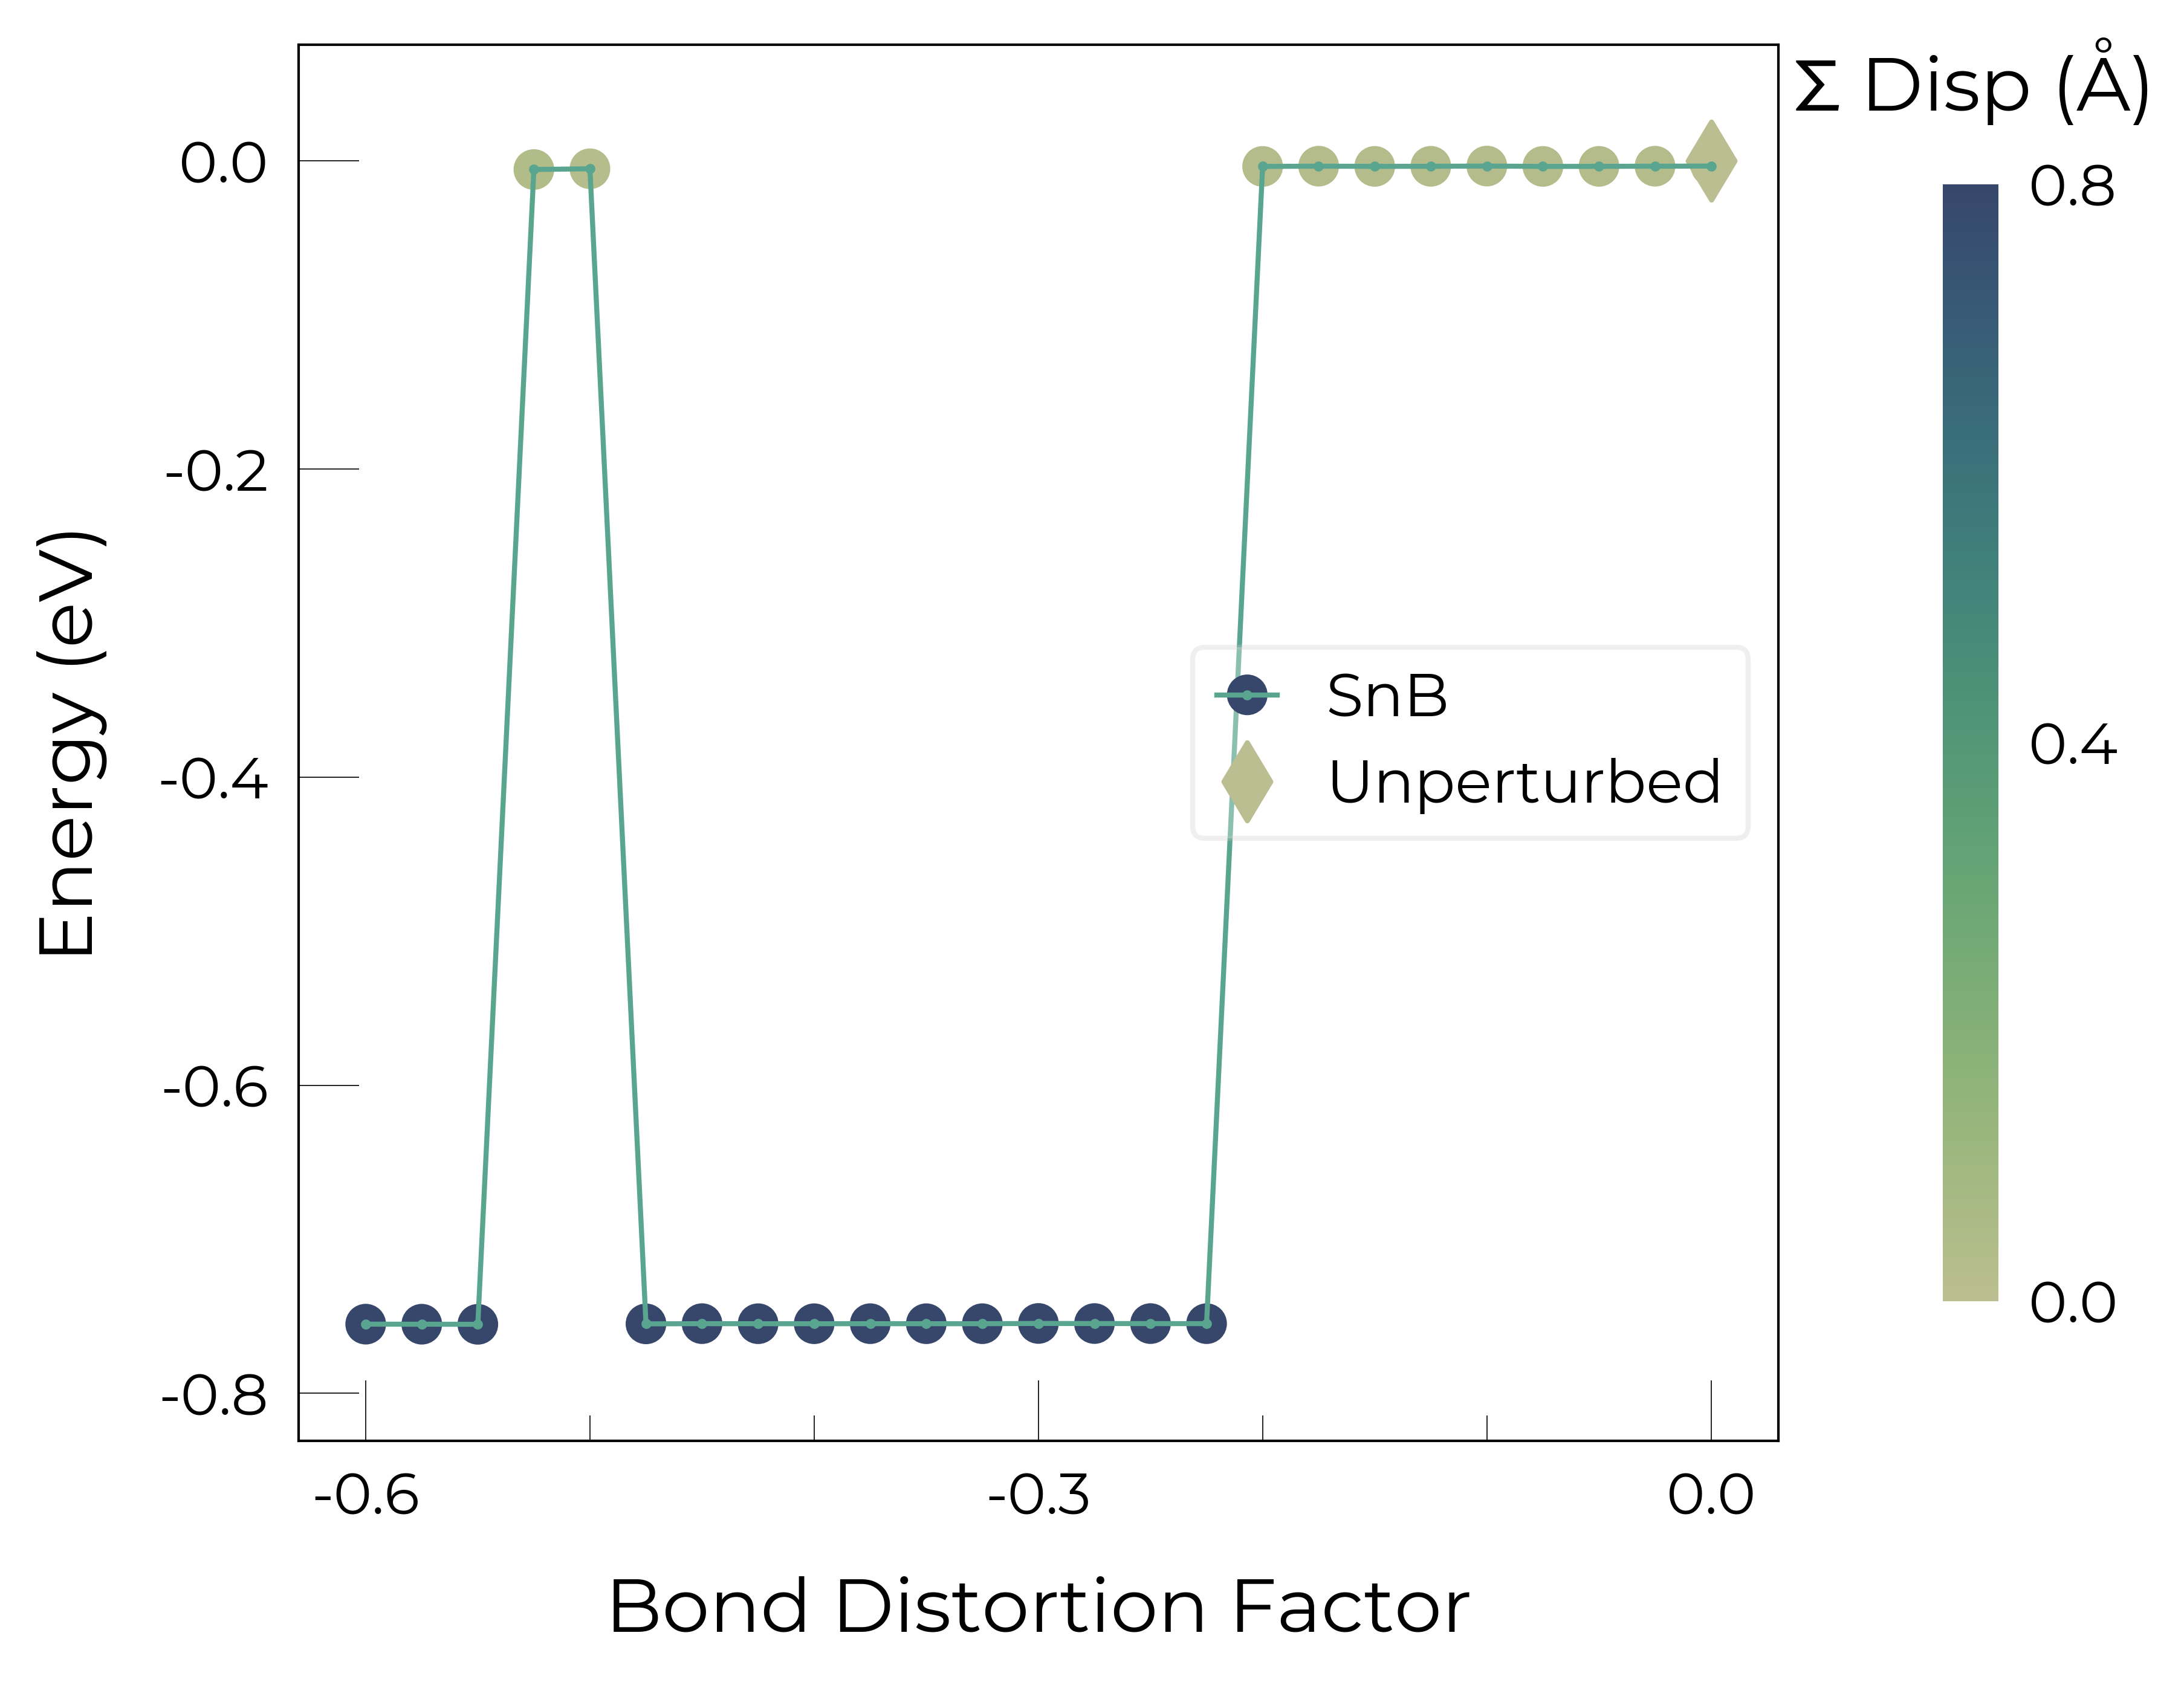 Σ Disp (Å)
0.0
-0.2
-0.4
-0.6
-0.8
Energy (eV)
SnB
Unperturbed
0.8
0.4
0.0
-0.6
-0.3
0.0
Bond Distortion Factor